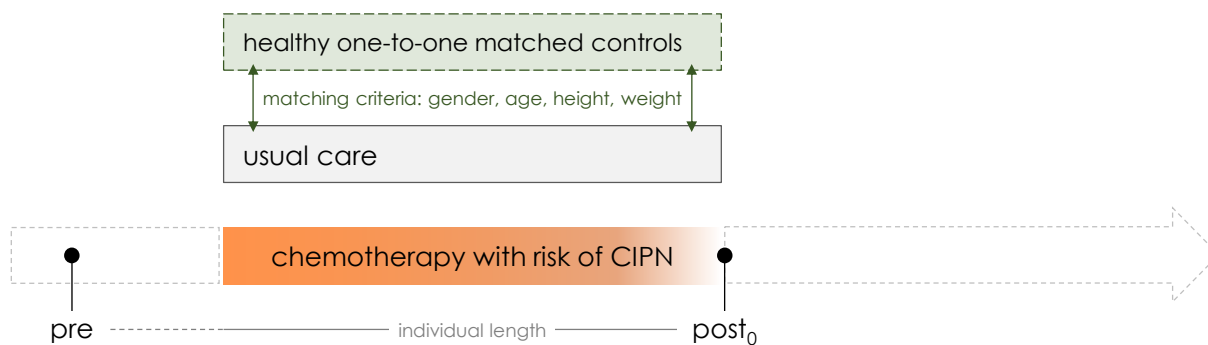 healthy one-to-one matched controls
matching criteria: gender, age, height, weight
usual care
chemotherapy with risk of CIPN
pre
individual length
post₀